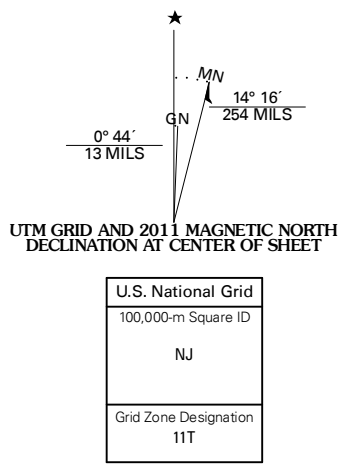 MN
GN
14° 16´
254 MILS
0° 44´
13 MILS
UTM GRID AND 2011 MAGNETIC NORTH
DECLINATION AT CENTER OF SHEET
U.S. National Grid
100,000-m Square ID
NJ
Grid Zone Designation
11T